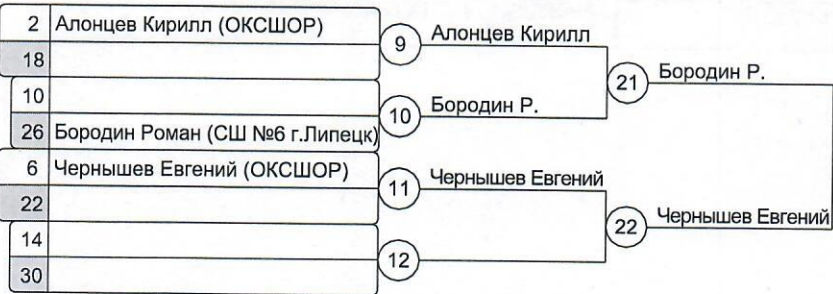 2 Алонцев Кирилл (ОКСШОР)
18
9 Алонцев Кирилл
10
26 Бородин Роман (СШ №6 г.Липецк)
10 Бородин Р.
21 Бородин Р.
6 Чернышев Евгений (ОКСШОР)
22
11 Чернышев Евгений
14
30
12
22 Чернышев Евгений